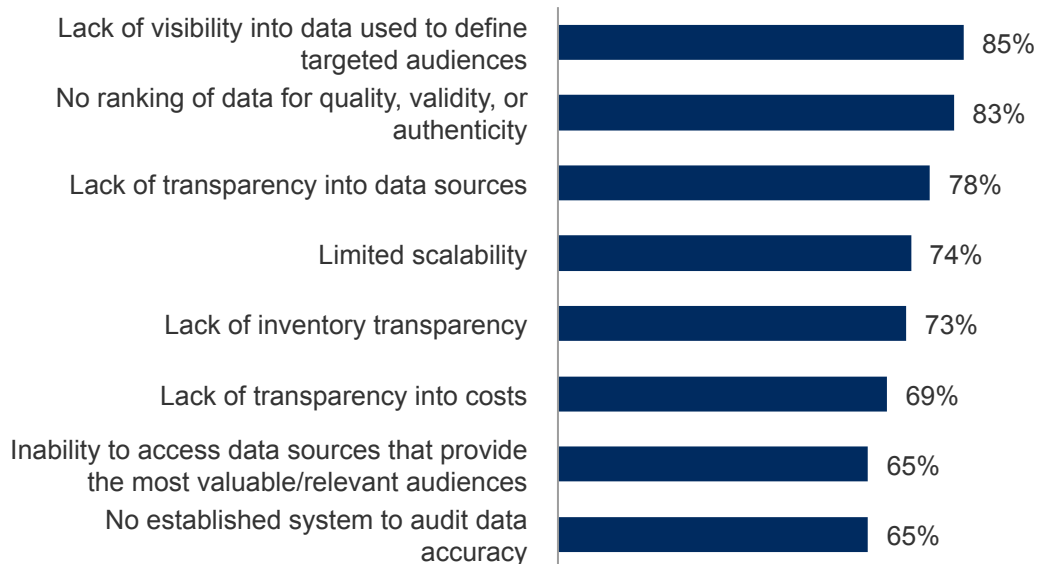 Lack of visibility into data used to define
targeted audiences
85%
No ranking of data for quality, validity, or
authenticity
83%
Lack of transparency into data sources
78%
Limited scalability
74%
Lack of inventory transparency
73%
Lack of transparency into costs
69%
Inability to access data sources that provide
the most valuable/relevant audiences
65%
No established system to audit data
accuracy
65%